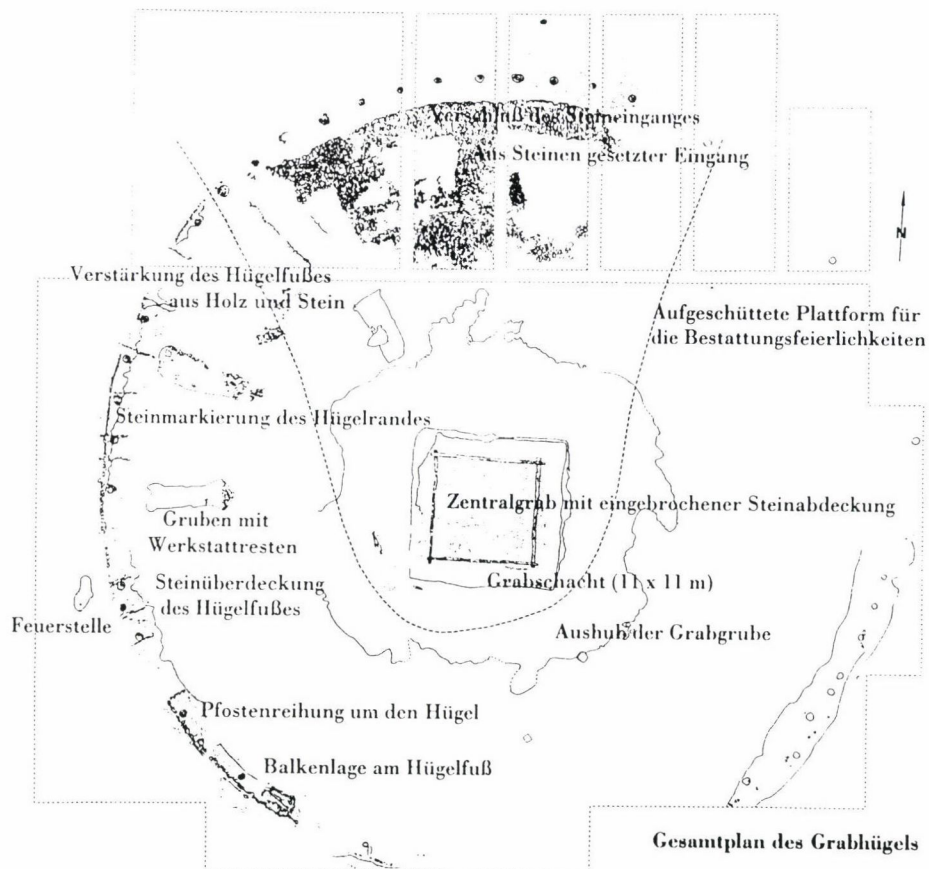 Verschluß des Steineinganges
Aus Steinen gesetzter Eingang
N
Verstärkung des Hügelfußes
aus Holz und Stein
Aufgeschüttete Plattform für
die Bestattungsfeierlichkeiten
Steinmarkierung des Hügelrandes
Zentralgrab mit eingebrochener Steinabdeckung
Gruben mit
Werkstattresten
Steinüberdeckung
des Hügelfußes
Grabschacht (11 x 11 m)
Feuerstelle
Aushub der Grabgrube
Pfostenreihung um den Hügel
Balkenlage am Hügelfuß
Gesamtplan des Grabhügels